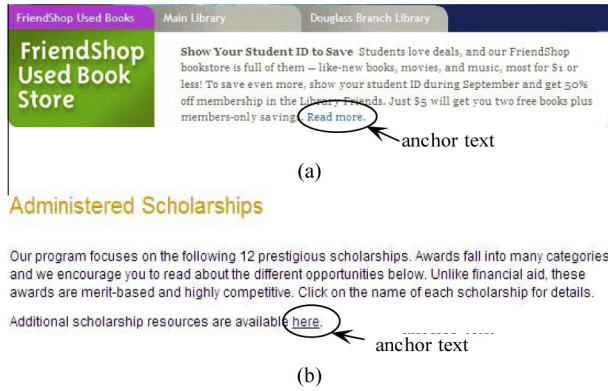 FriendShop Used Books Main Library Douglass Branch Library
FriendShop
Used Book
Store
Show Your Student ID to Save Students love deals, and our FriendShop
bookstore is full of them — like-new books, movies, and music, most for $1 or
less! To save even more, show your student ID during September and get 50%
off membership in the Library Friends. Just $5 will get you two free books plus
members-only savings. Read more.
anchor text
(a)
Administered Scholarships
Our program focuses on the following 12 prestigious scholarships. Awards fall into many categories
and we encourage you to read about the different opportunities below. Unlike financial aid, these
awards are merit-based and highly competitive. Click on the name of each scholarship for details.
Additional scholarship resources are available here.
anchor text
(b)